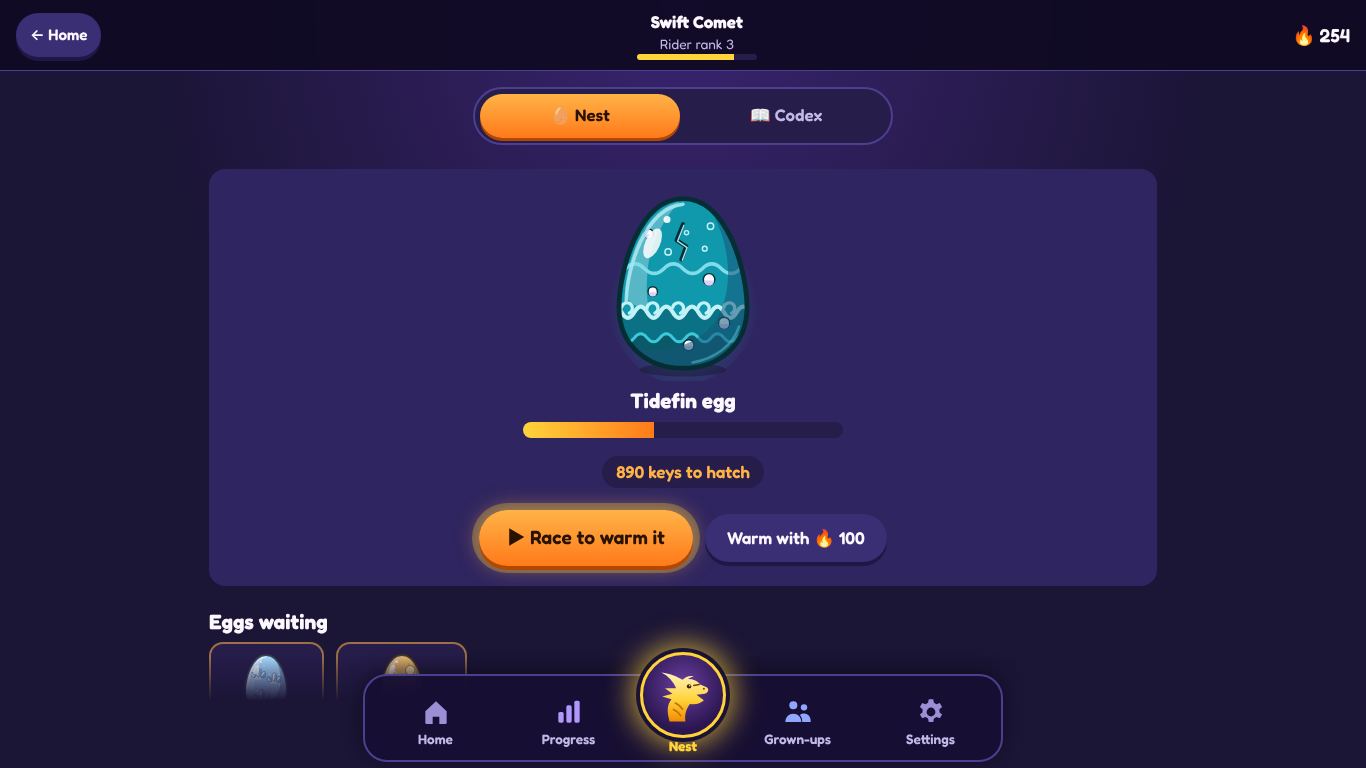 ← Home
Swift Comet
Rider rank 3
🔥 254
🥚 Nest
📖 Codex
Tidefin egg
890 keys to hatch
▶ Race to warm it
Warm with 🔥 100
Eggs waiting
Home
Progress
Nest
Grown-ups
Settings